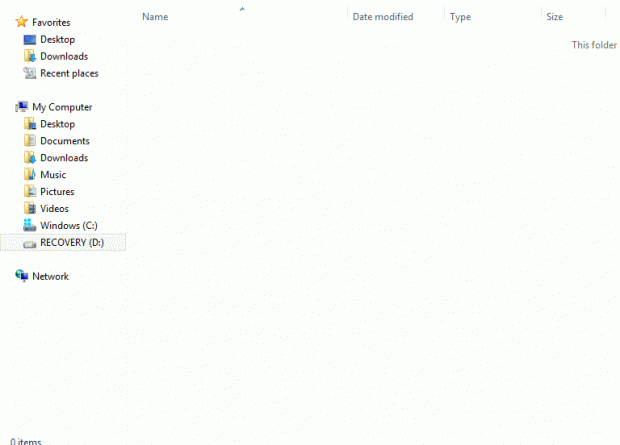 Name Date modified Type Size
This folder
Favorites
Desktop
Downloads
Recent places
My Computer
Desktop
Documents
Downloads
Music
Pictures
Videos
Windows (C:)
RECOVERY (D:)
Network
0 items